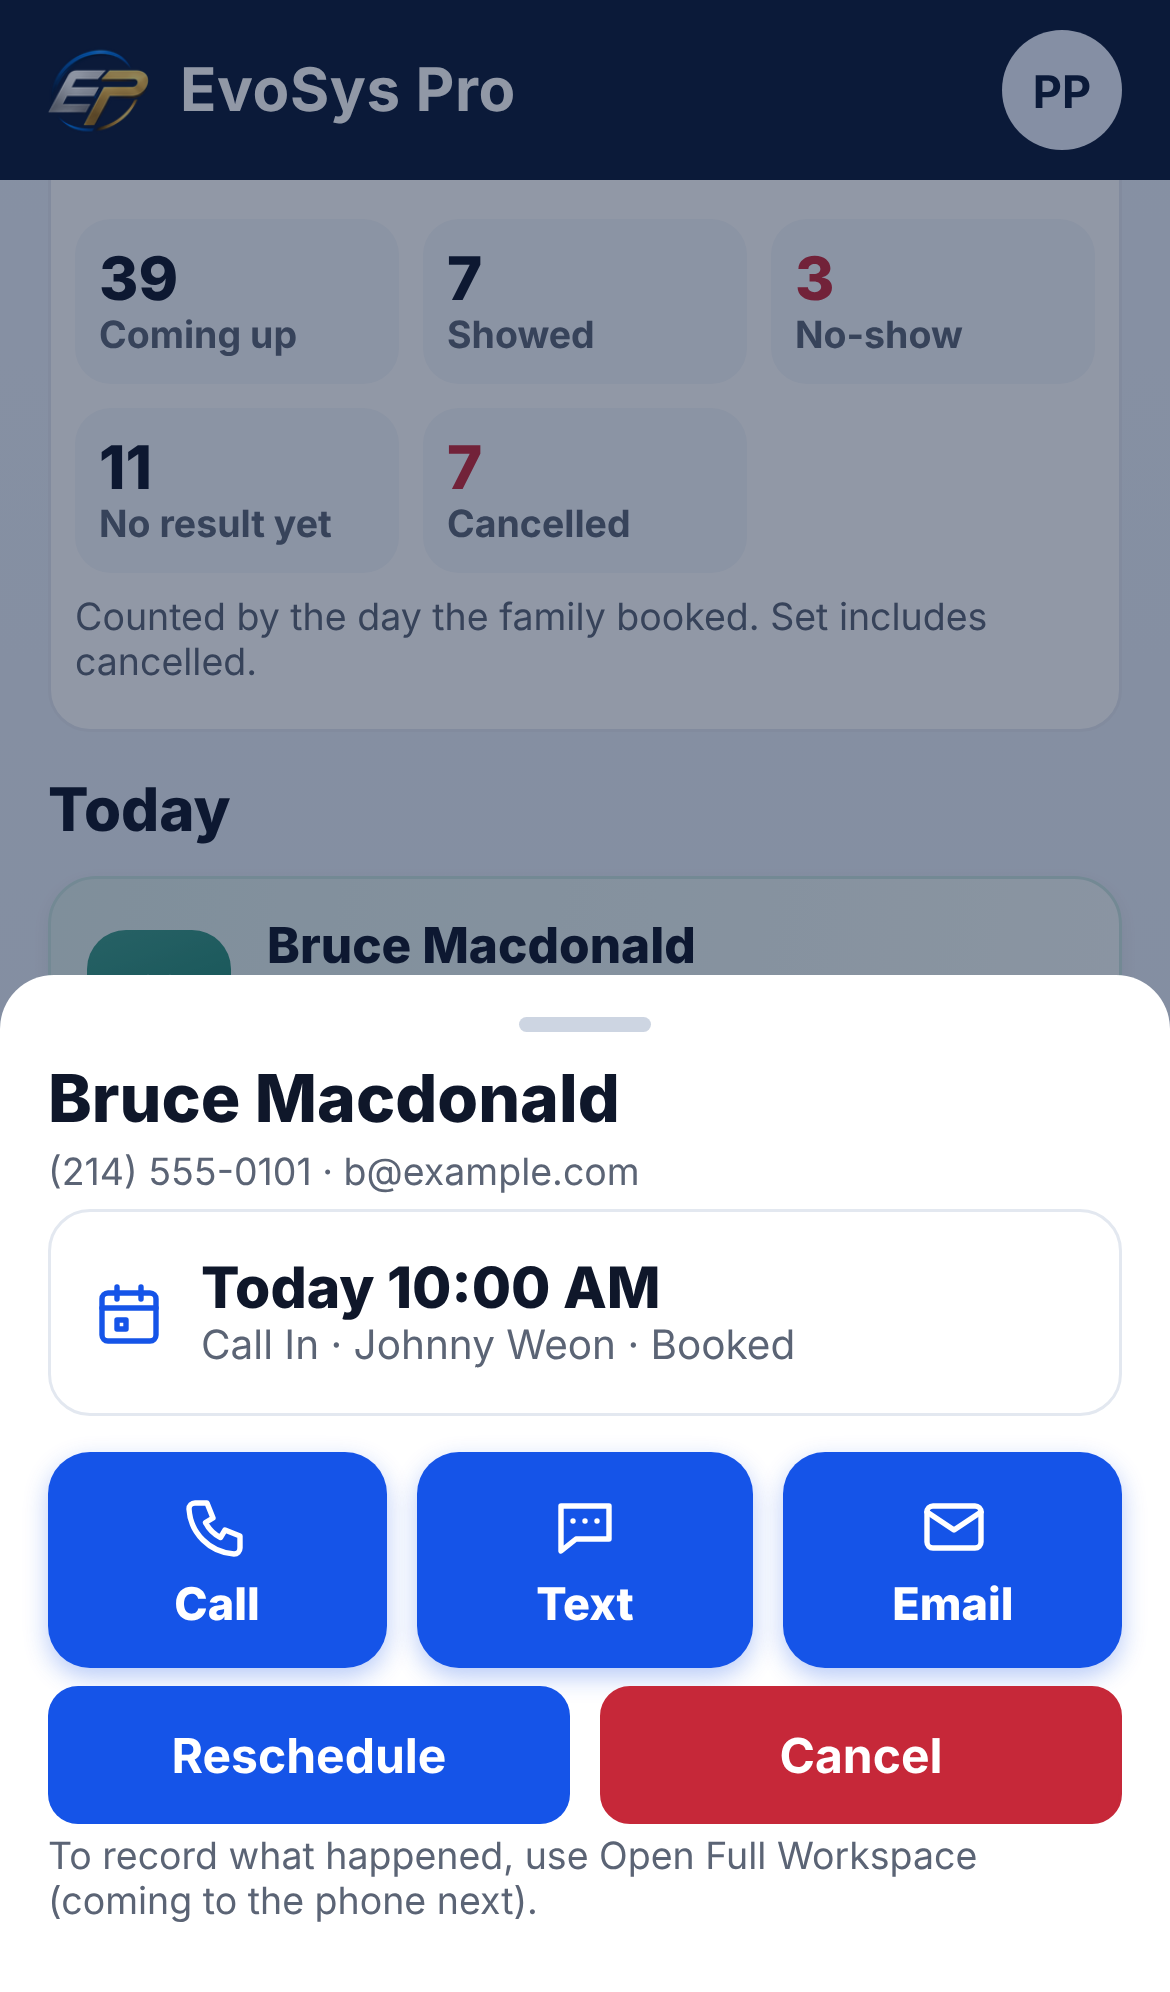 EP
EvoSys Pro
PP
39
Coming up
7
Showed
3
No-show
11
No result yet
7
Cancelled
Counted by the day the family booked. Set includes
cancelled.
Today
Bruce Macdonald
Bruce Macdonald
(214) 555-0101 · b@example.com
Today 10:00 AM
Call In · Johnny Weon · Booked
Call
Text
Email
Reschedule
Cancel
To record what happened, use Open Full Workspace
(coming to the phone next).